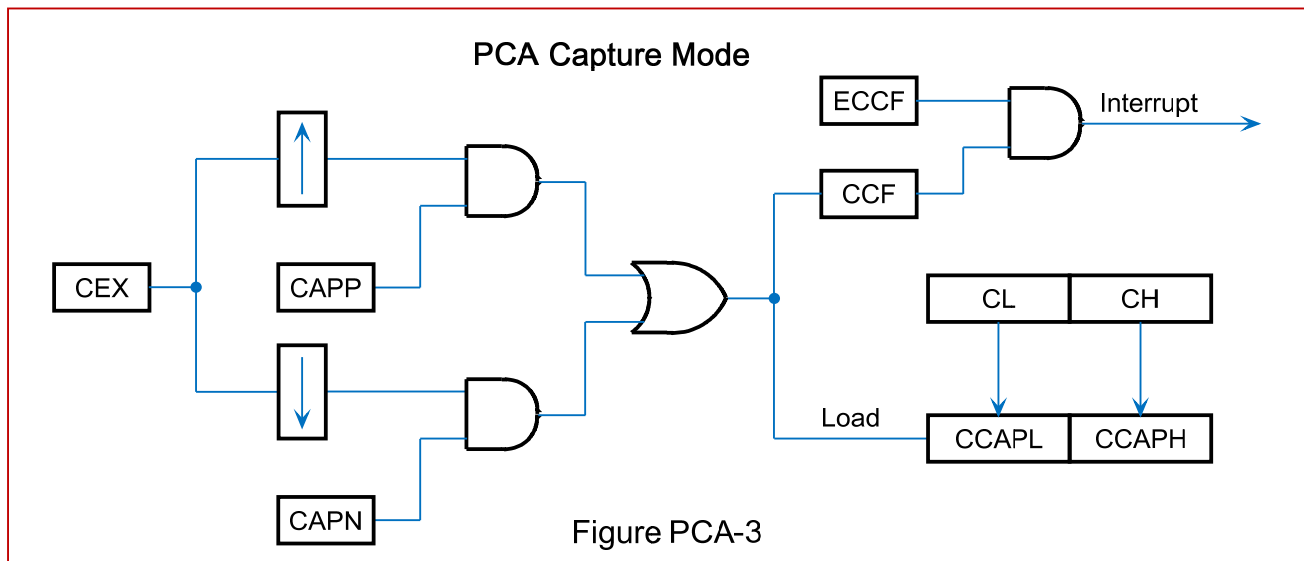 PCA Capture Mode
ECCF
Interrupt
CCF
CEX
CAPP
CL
CH
Load
CCAPL
CCAPH
CAPN
Figure PCA-3